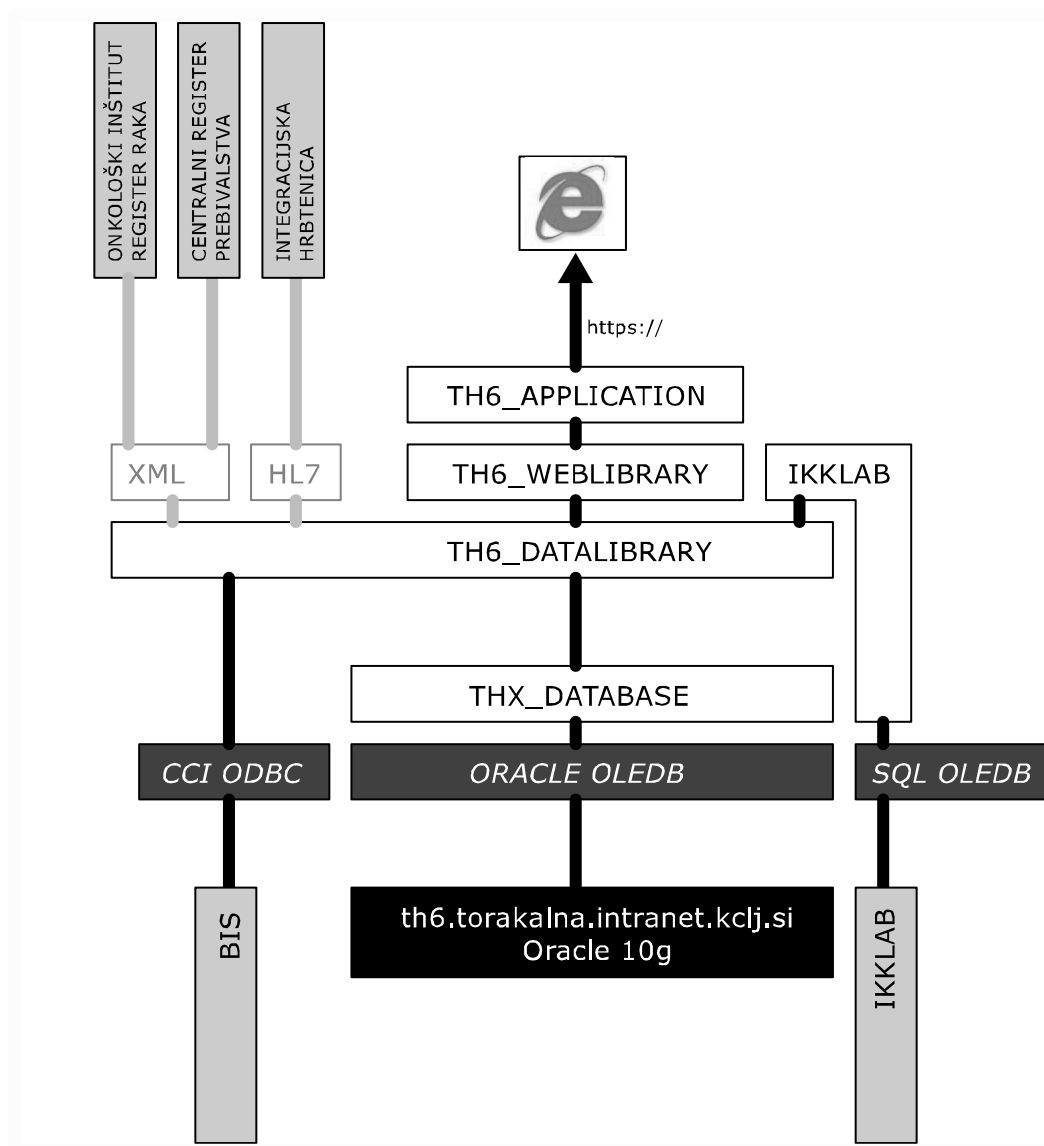 ONKOLOŠKI INŠTITUT
REGISTER RAKA
CENTRALNI REGISTER
PREBIVALSTVA
INTEGRACIJSKA
HRBTENICA
https://
TH6_APPLICATION
XML
HL7
TH6_WEBLIBRARY
IKKLAB
TH6_DATALIBRARY
THX_DATABASE
CCI ODBC
ORACLE OLEDB
SQL OLEDB
BIS
th6.torakalna.intranet.kclj.si
Oracle 10g
IKKLAB